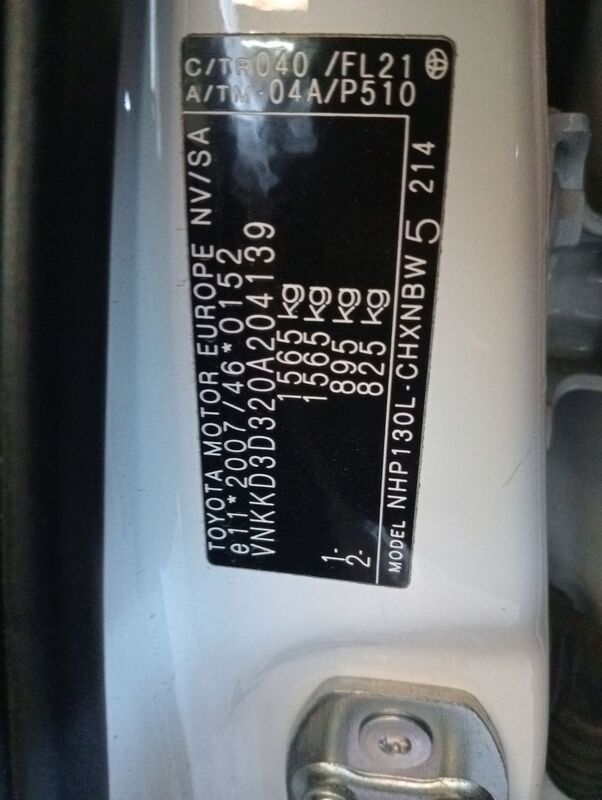 TOYOTA MOTOR EUROPE NV/SA
e11*2007/46*0152
VNKKD3D320A204139
1565 kg
1565 kg
1- 895 kg
2- 825 kg
MODEL NHP130L-CHXNBW 5 214
C/TR 040 /FL21
A/TM 04A/P510